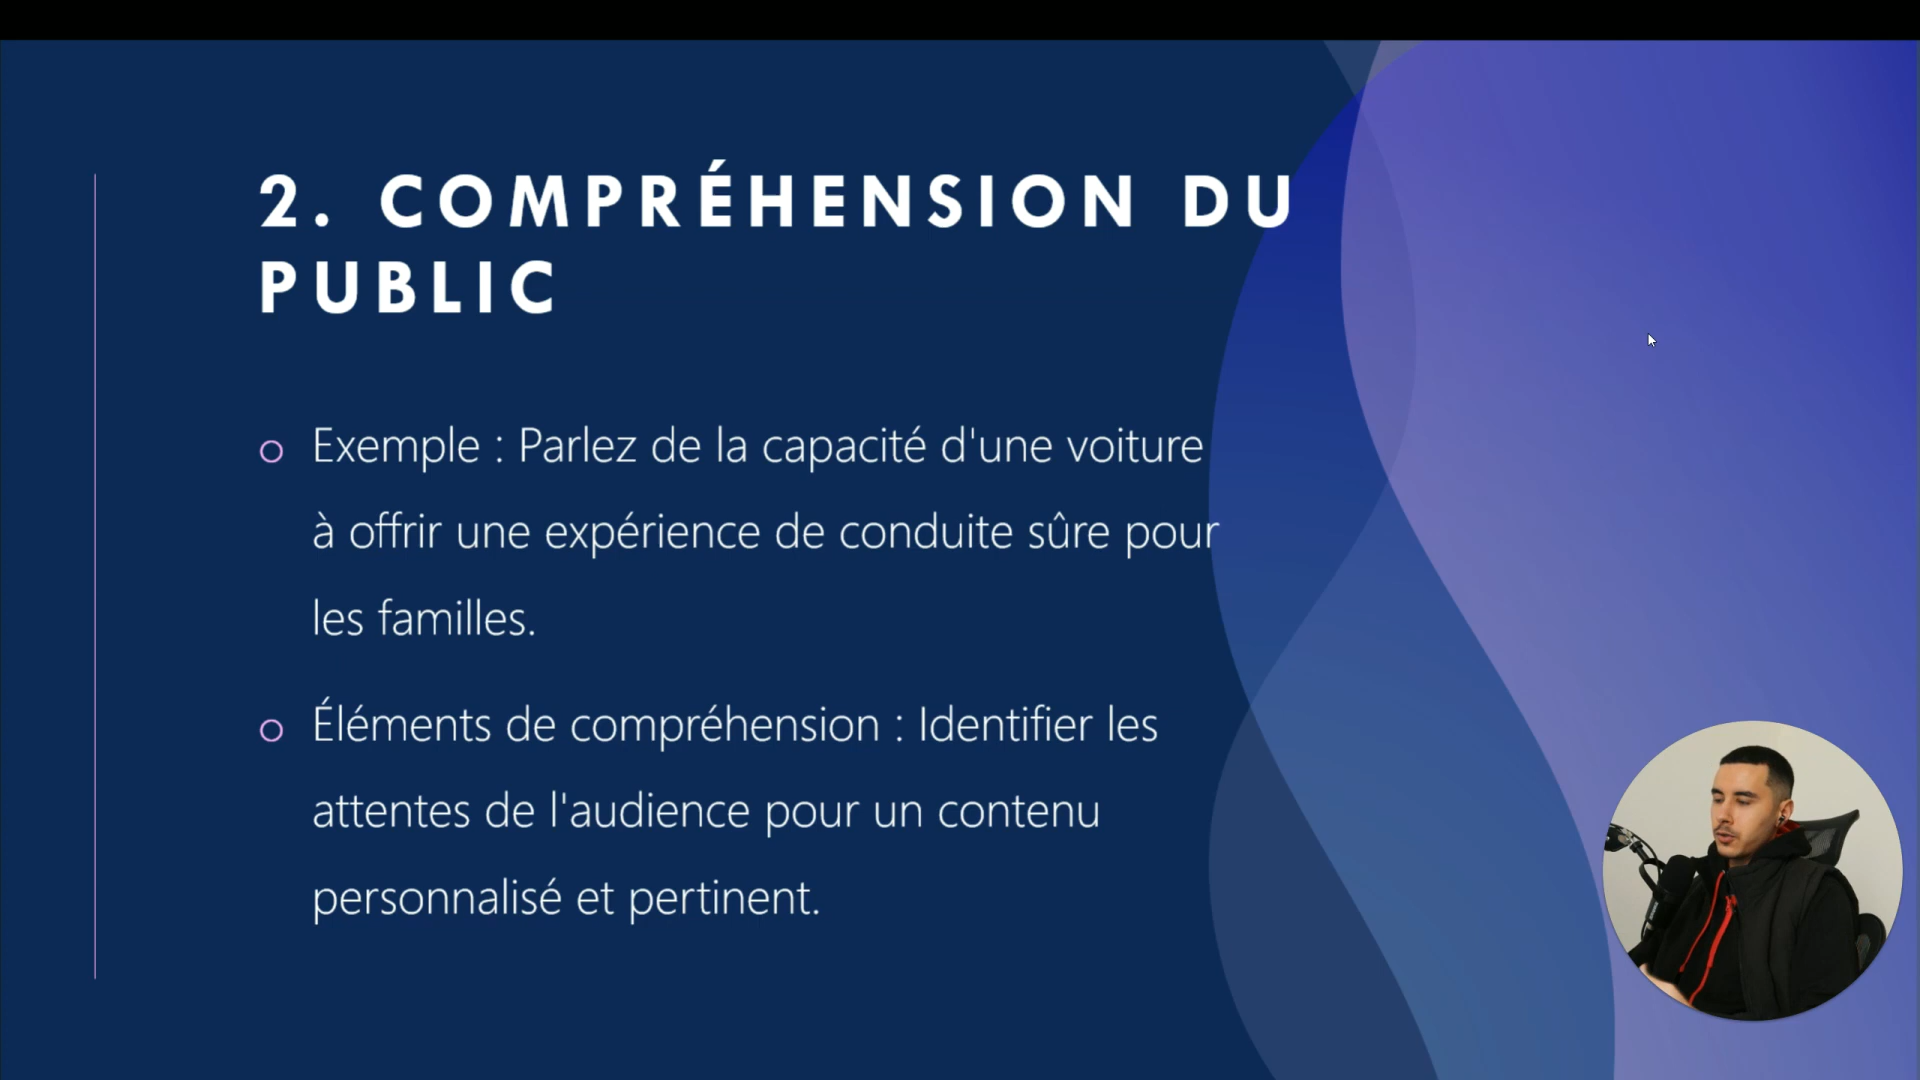 2. COMPRÉHENSION DU
PUBLIC
o Exemple : Parlez de la capacité d'une voiture
à offrir une expérience de conduite sûre pour
les familles.
o Éléments de compréhension : Identifier les
attentes de l'audience pour un contenu
personnalisé et pertinent.